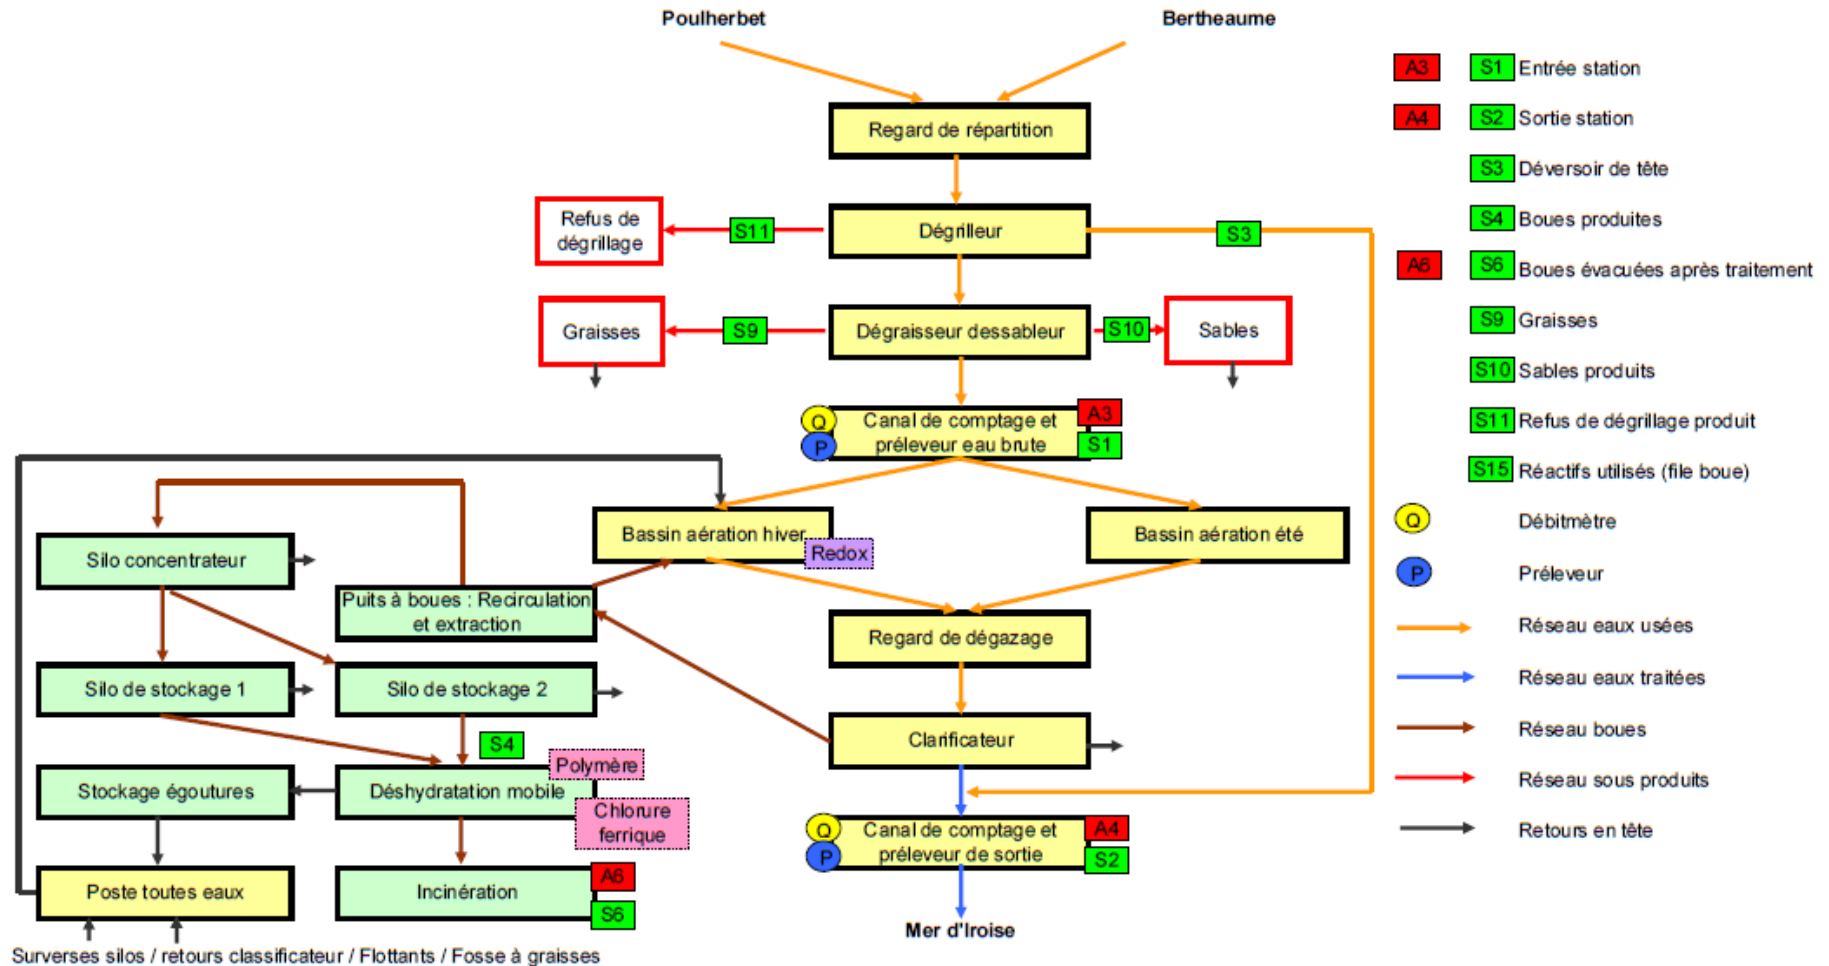 Poulherbet
Bertheaume
Regard de répartition
Refus de
dégrillage
S11
Dégrilleur
S3
Graisses
S9
Dégraisseur dessableur
S10
Sables
Q
P
Canal de comptage et
préleveur eau brute
A3
S1
Bassin aération hiver
Redox
Bassin aération été
Silo concentrateur
Puits à boues : Recirculation
et extraction
Regard de dégazage
Silo de stockage 1
Silo de stockage 2
Clarificateur
S4
Polymère
Stockage égoutures
Déshydratation mobile
Chlorure
ferrique
Q
P
Canal de comptage et
préleveur de sortie
A4
S2
Poste toutes eaux
Incinération
A6
S6
Mer d'Iroise
Surverses silos / retours classificateur / Flottants / Fosse à graisses
A3 S1 Entrée station
A4 S2 Sortie station
S3 Déversoir de tête
S4 Boues produites
A6 S6 Boues évacuées après traitement
S9 Graisses
S10 Sables produits
S11 Refus de dégrillage produit
S15 Réactifs utilisés (file boue)
Q Débitmètre
P Préleveur
Réseau eaux usées
Réseau eaux traitées
Réseau boues
Réseau sous produits
Retours en tête